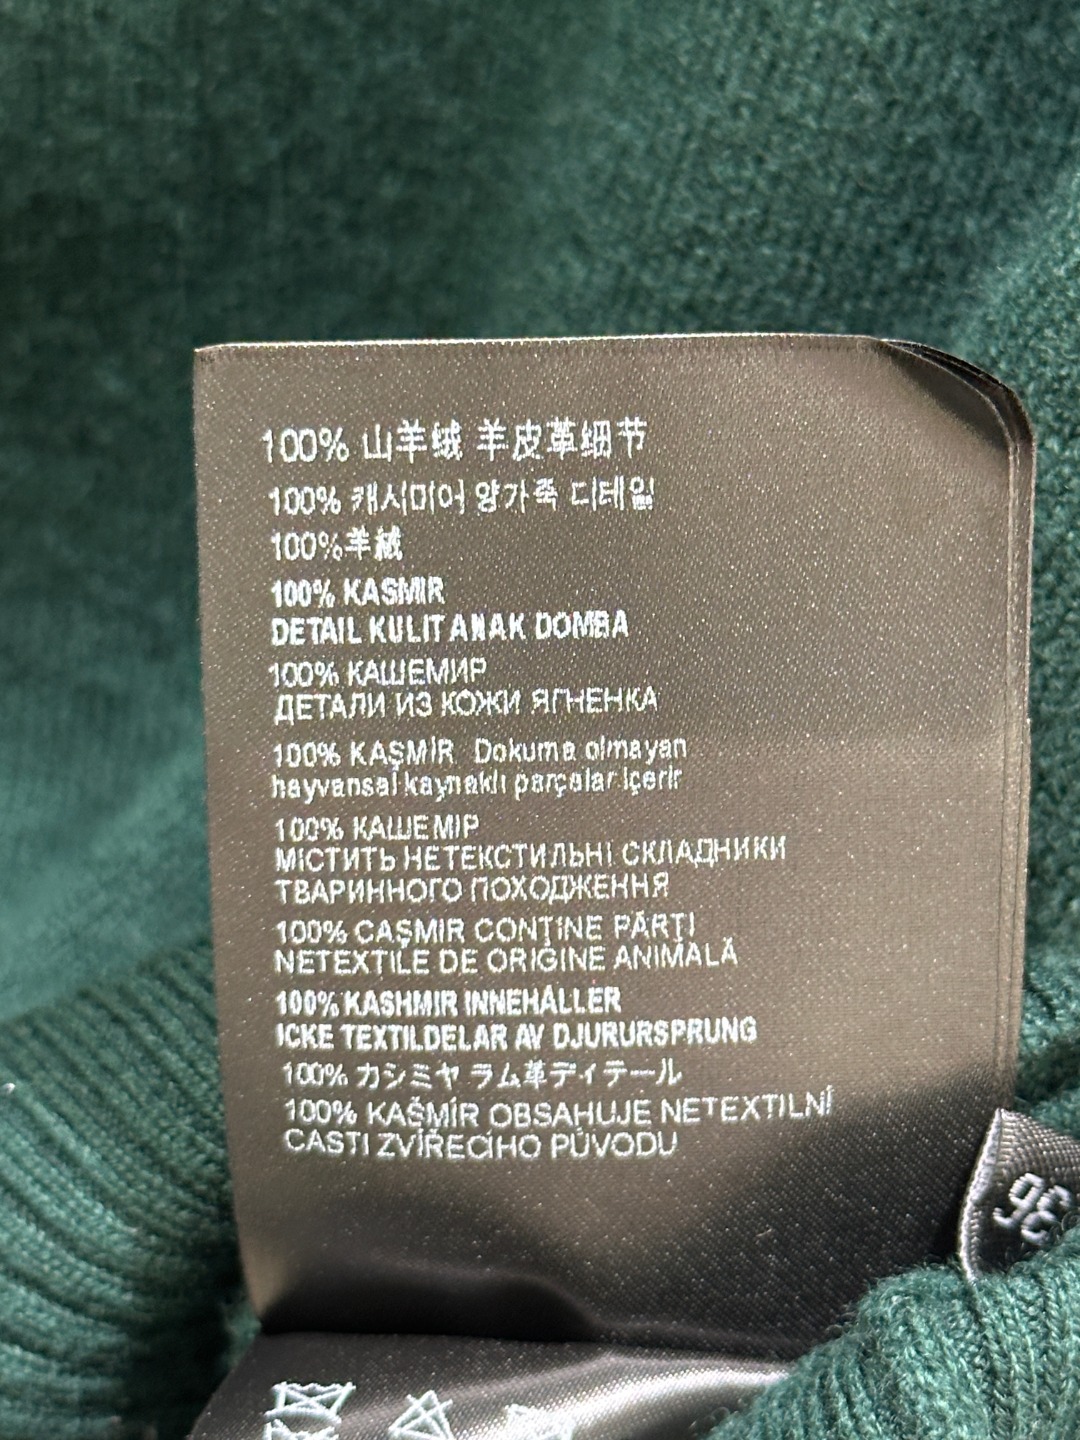 100% 山羊绒 羊皮革细节
100% 캐시미어 양가죽 디테일
100%羊絨
100% KASMIR
DETAIL KULIT ANAK DOMBA
100% КАШЕМИР
ДЕТАЛИ ИЗ КОЖИ ЯГНЕНКА
100% KAŞMİR Dokuma olmayan
hayvansal kaynaklı parçalar içerir
100% КАШЕМІР
МІСТИТЬ НЕТЕКСТИЛЬНІ СКЛАДНИКИ
ТВАРИННОГО ПОХОДЖЕННЯ
100% CAŞMIR CONŢINE PĂRŢI
NETEXTILE DE ORIGINE ANIMALĂ
100% KASHMIR INNEHÅLLER
ICKE TEXTILDELAR AV DJURURSPRUNG
100% カシミヤ ラム革ディテール
100% KAŠMÍR OBSAHUJE NETEXTILNÍ
ČASTI ZVÍŘECÍHO PŮVODU
36